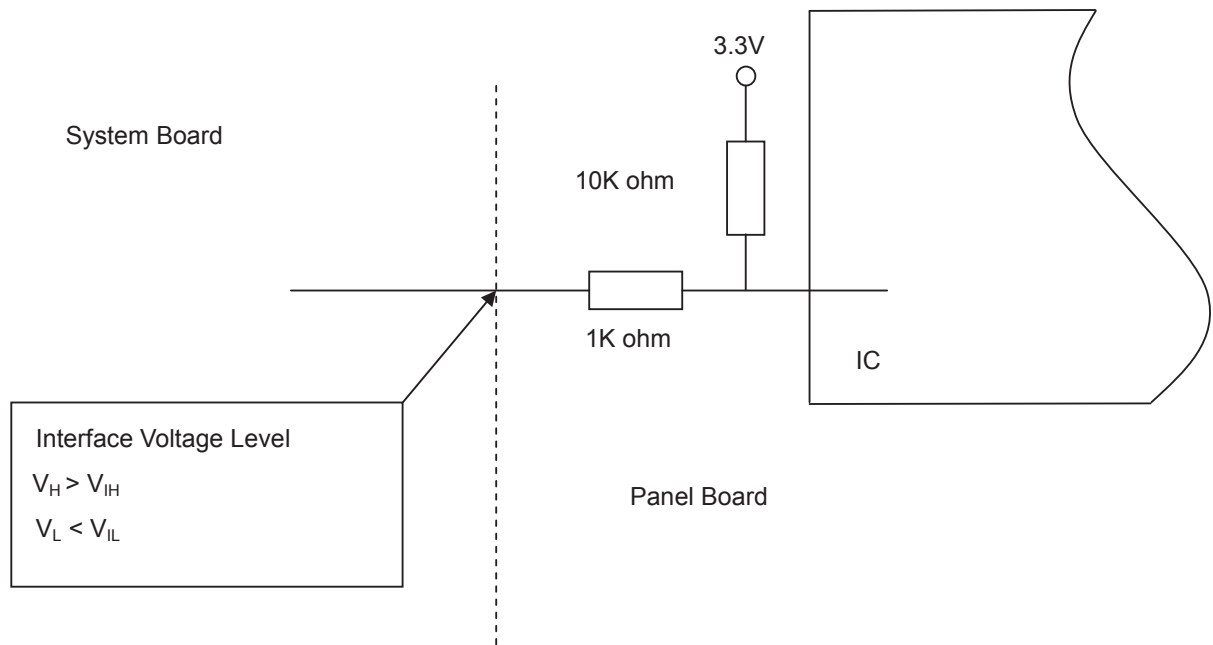 3.3V
System Board
10K ohm
1K ohm
IC
Interface Voltage Level
V_H > V_IH
V_L < V_IL
Panel Board